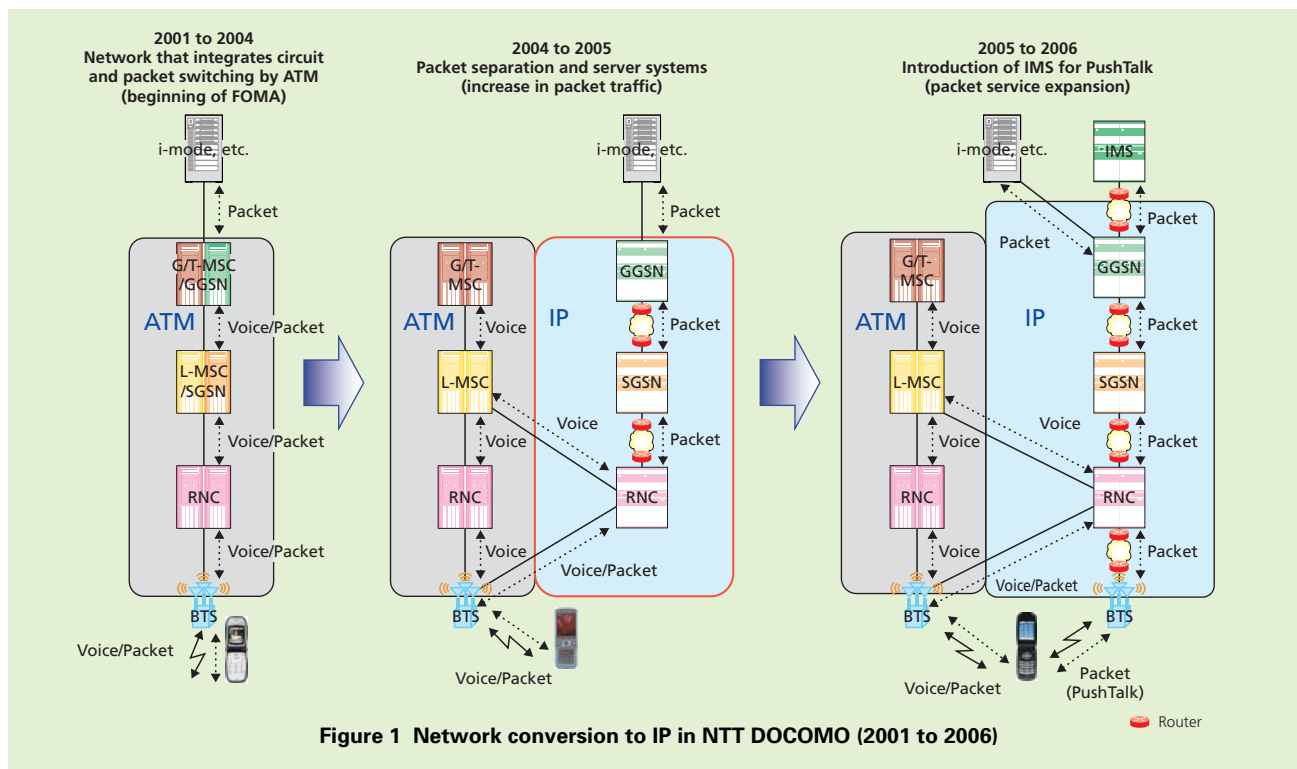 2001 to 2004
Network that integrates circuit
and packet switching by ATM
(beginning of FOMA)
i-mode, etc.
Packet
G/T-MSC
/GGSN
ATM
Voice/Packet
L-MSC
/SGSN
Voice/Packet
RNC
Voice/Packet
BTS
Voice/Packet
2004 to 2005
Packet separation and server systems
(increase in packet traffic)
i-mode, etc.
Packet
G/T-
MSC
GGSN
ATM
Voice
IP
Packet
L-MSC
SGSN
Voice
Voice
Packet
RNC
RNC
Voice
Voice/Packet
BTS
Voice/Packet
2005 to 2006
Introduction of IMS for PushTalk
(packet service expansion)
i-mode, etc.
IMS
Packet
Packet
G/T-
MSC
GGSN
ATM
Voice
IP
Packet
L-MSC
SGSN
Voice
Voice
Packet
RNC
RNC
Voice
Voice/Packet
Packet
BTS
BTS
Voice/Packet
Packet
(PushTalk)
Router
Figure 1 Network conversion to IP in NTT DOCOMO (2001 to 2006)